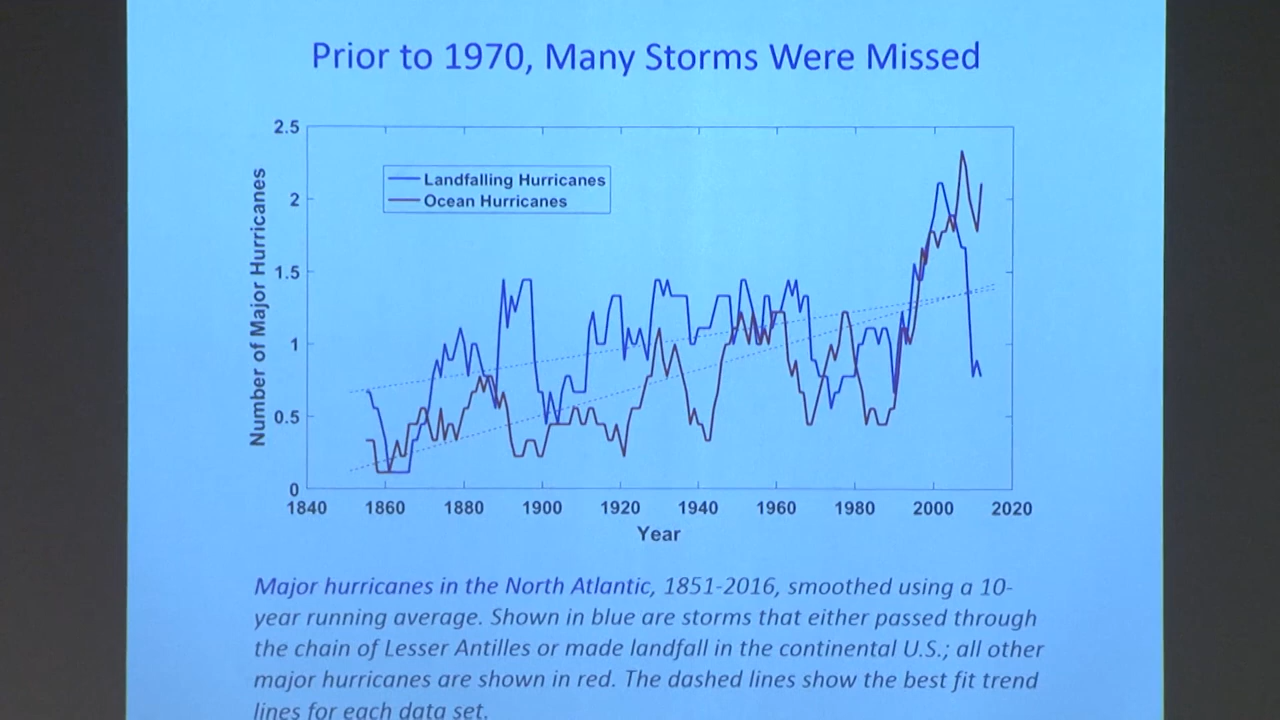 Prior to 1970, Many Storms Were Missed
2.5
2
1.5
1
0.5
0
Number of Major Hurricanes
Landfalling Hurricanes
Ocean Hurricanes
1840 1860 1880 1900 1920 1940 1960 1980 2000 2020
Year
Major hurricanes in the North Atlantic, 1851-2016, smoothed using a 10-
year running average. Shown in blue are storms that either passed through
the chain of Lesser Antilles or made landfall in the continental U.S.; all other
major hurricanes are shown in red. The dashed lines show the best fit trend
lines for each data set.